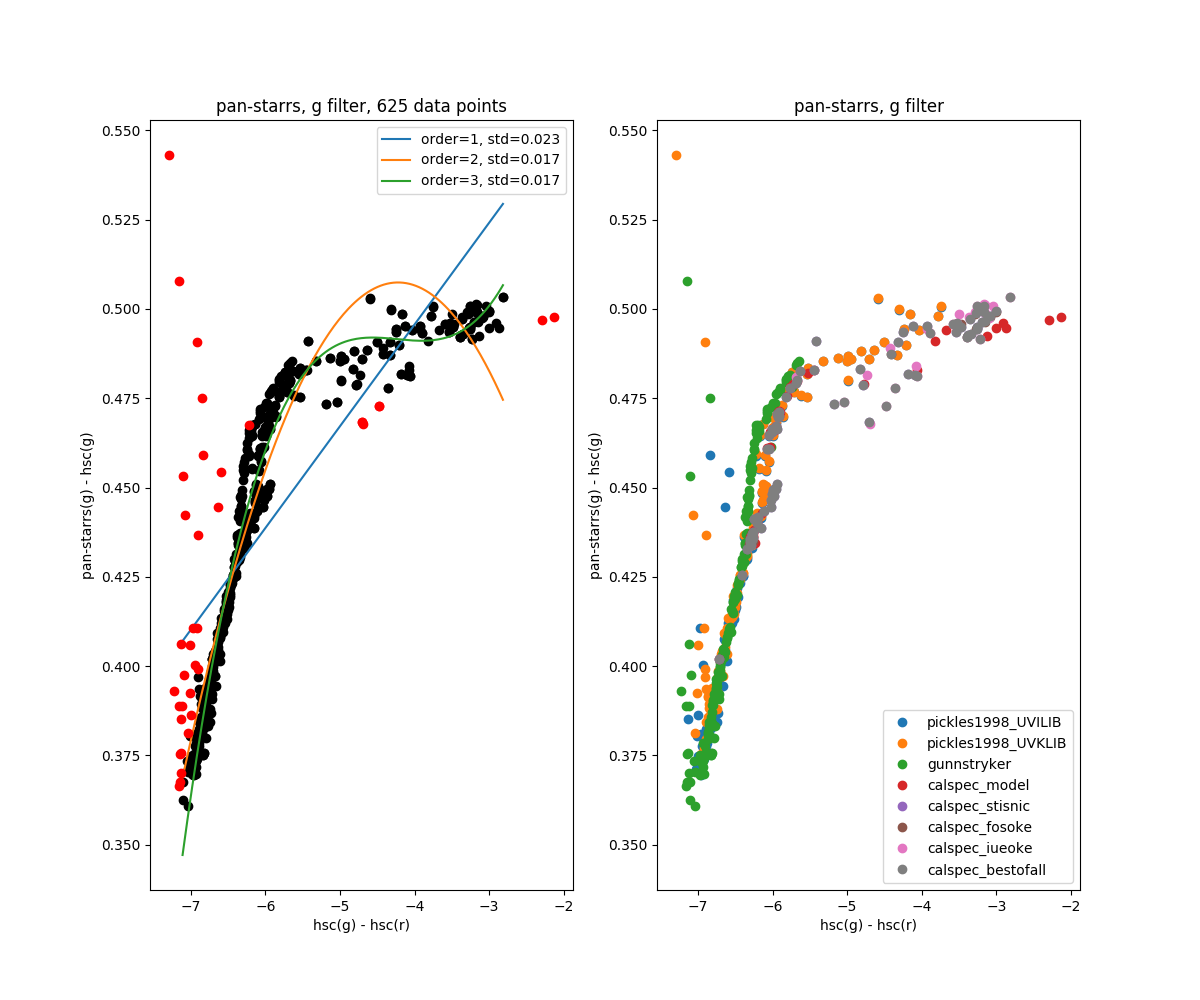 pan-starrs, g filter, 625 data points
order=1, std=0.023
order=2, std=0.017
order=3, std=0.017
0.550
0.525
0.500
0.475
0.450
0.425
0.400
0.375
0.350
pan-starrs(g) - hsc(g)
−7 −6 −5 −4 −3 −2
hsc(g) - hsc(r)
pan-starrs, g filter
0.550
0.525
0.500
0.475
0.450
0.425
0.400
0.375
0.350
pan-starrs(g) - hsc(g)
pickles1998_UVILIB
pickles1998_UVKLIB
gunnstryker
calspec_model
calspec_stisnic
calspec_fosoke
calspec_iueoke
calspec_bestofall
−7 −6 −5 −4 −3 −2
hsc(g) - hsc(r)